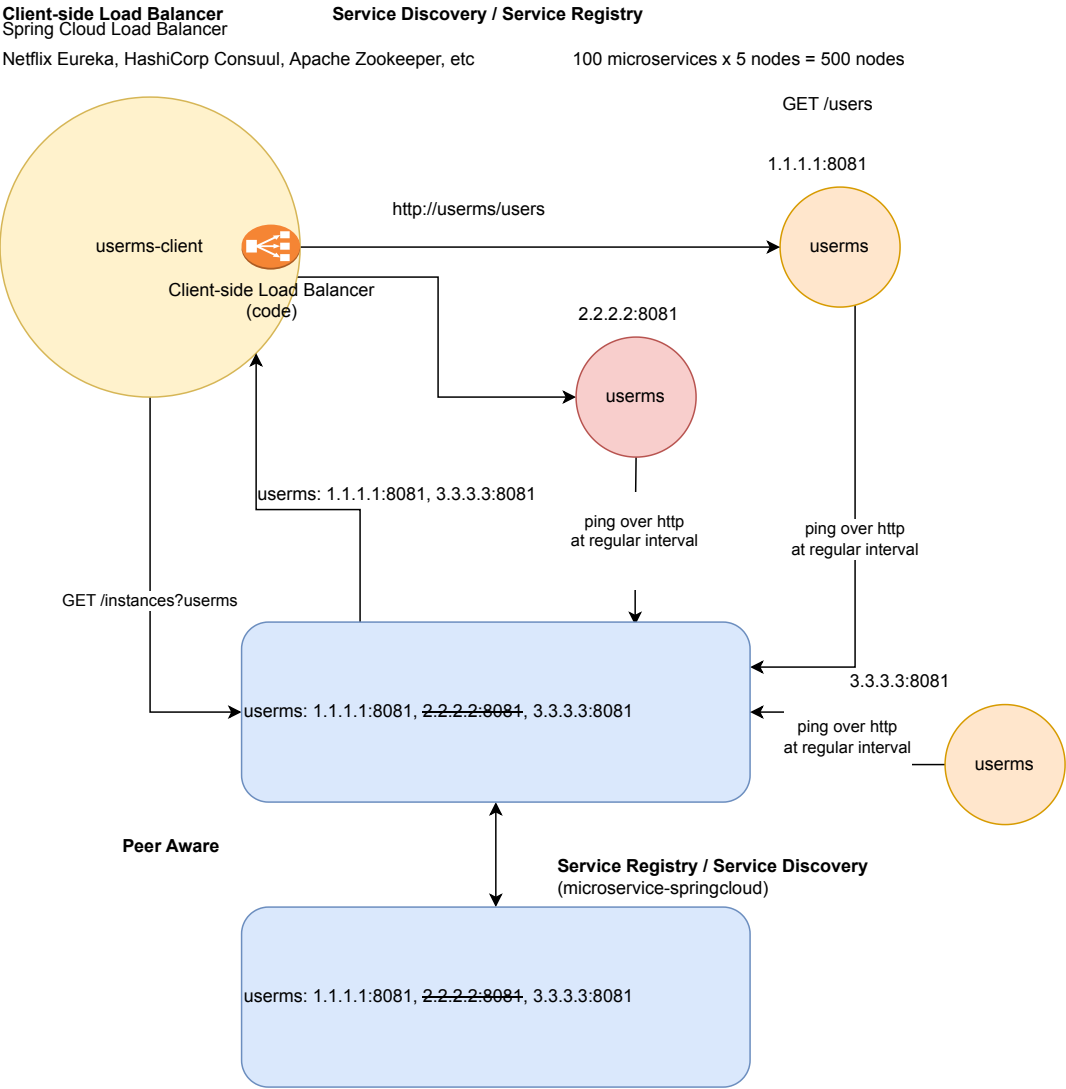 Client-side Load Balancer
Service Discovery / Service Registry
Spring Cloud Load Balancer
Netflix Eureka, HashiCorp Consuul, Apache Zookeeper, etc
100 microservices x 5 nodes = 500 nodes
GET /users
1.1.1.1:8081
http://userms/users
userms-client
userms
Client-side Load Balancer
(code)
2.2.2.2:8081
userms
userms: 1.1.1.1:8081, 3.3.3.3:8081
ping over http
at regular interval
ping over http
at regular interval
GET /instances?userms
3.3.3.3:8081
userms: 1.1.1.1:8081, 2.2.2.2:8081, 3.3.3.3:8081
ping over http
at regular interval
userms
Peer Aware
Service Registry / Service Discovery
(microservice-springcloud)
userms: 1.1.1.1:8081, 2.2.2.2:8081, 3.3.3.3:8081